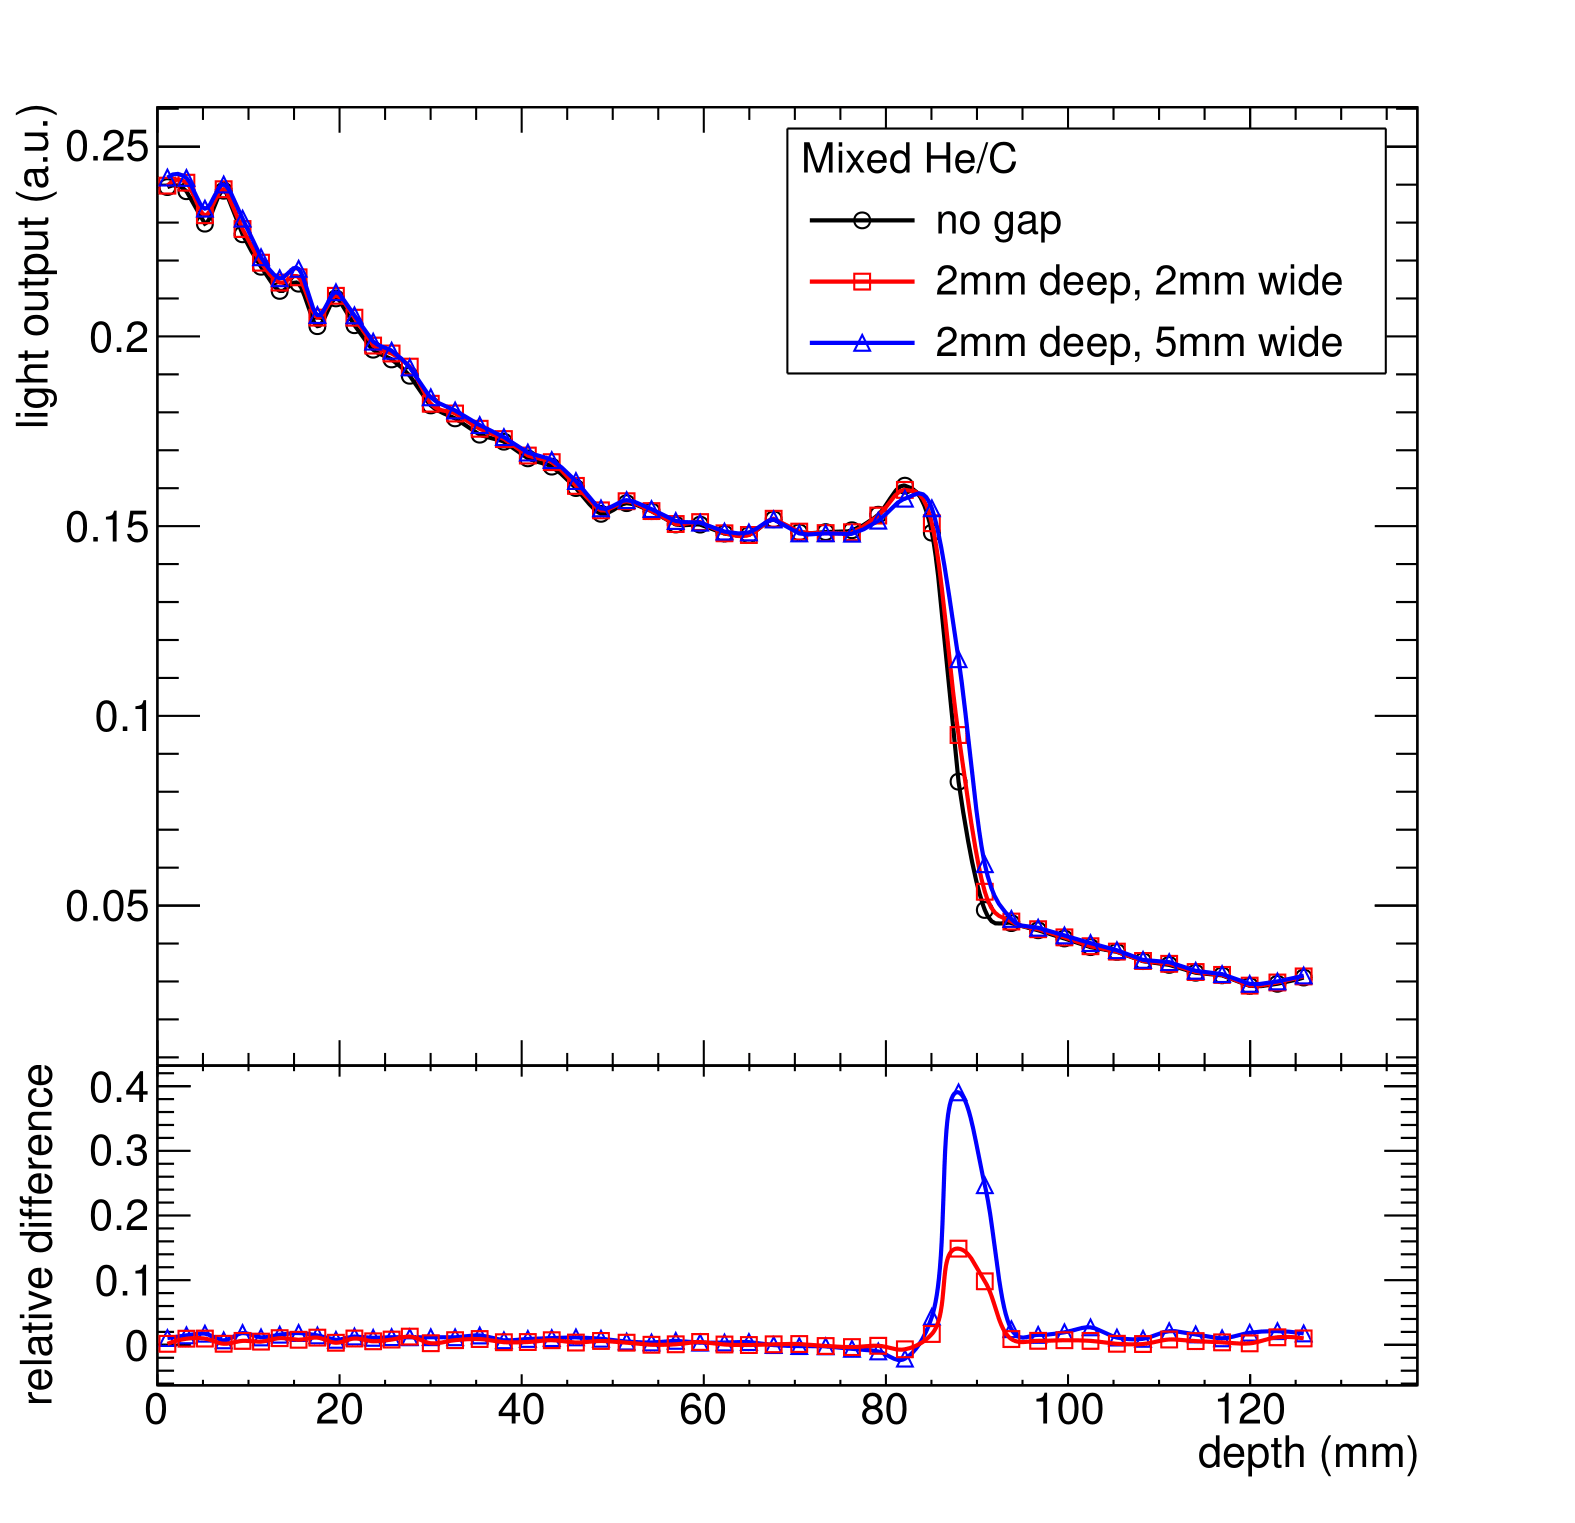 light output (a.u.)
0.25
0.2
0.15
0.1
0.05
Mixed He/C
no gap
2mm deep, 2mm wide
2mm deep, 5mm wide
relative difference
0.4
0.3
0.2
0.1
0
0 20 40 60 80 100 120
depth (mm)